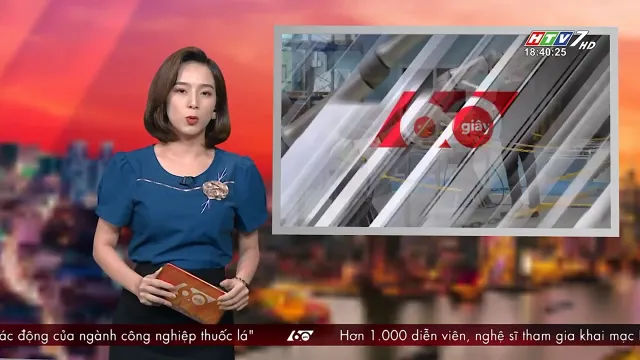 HTV7 HD
18:40:25
60 giây
ác động của ngành công nghiệp thuốc lá" 60 Hơn 1.000 diễn viên, nghệ sĩ tham gia khai mạc